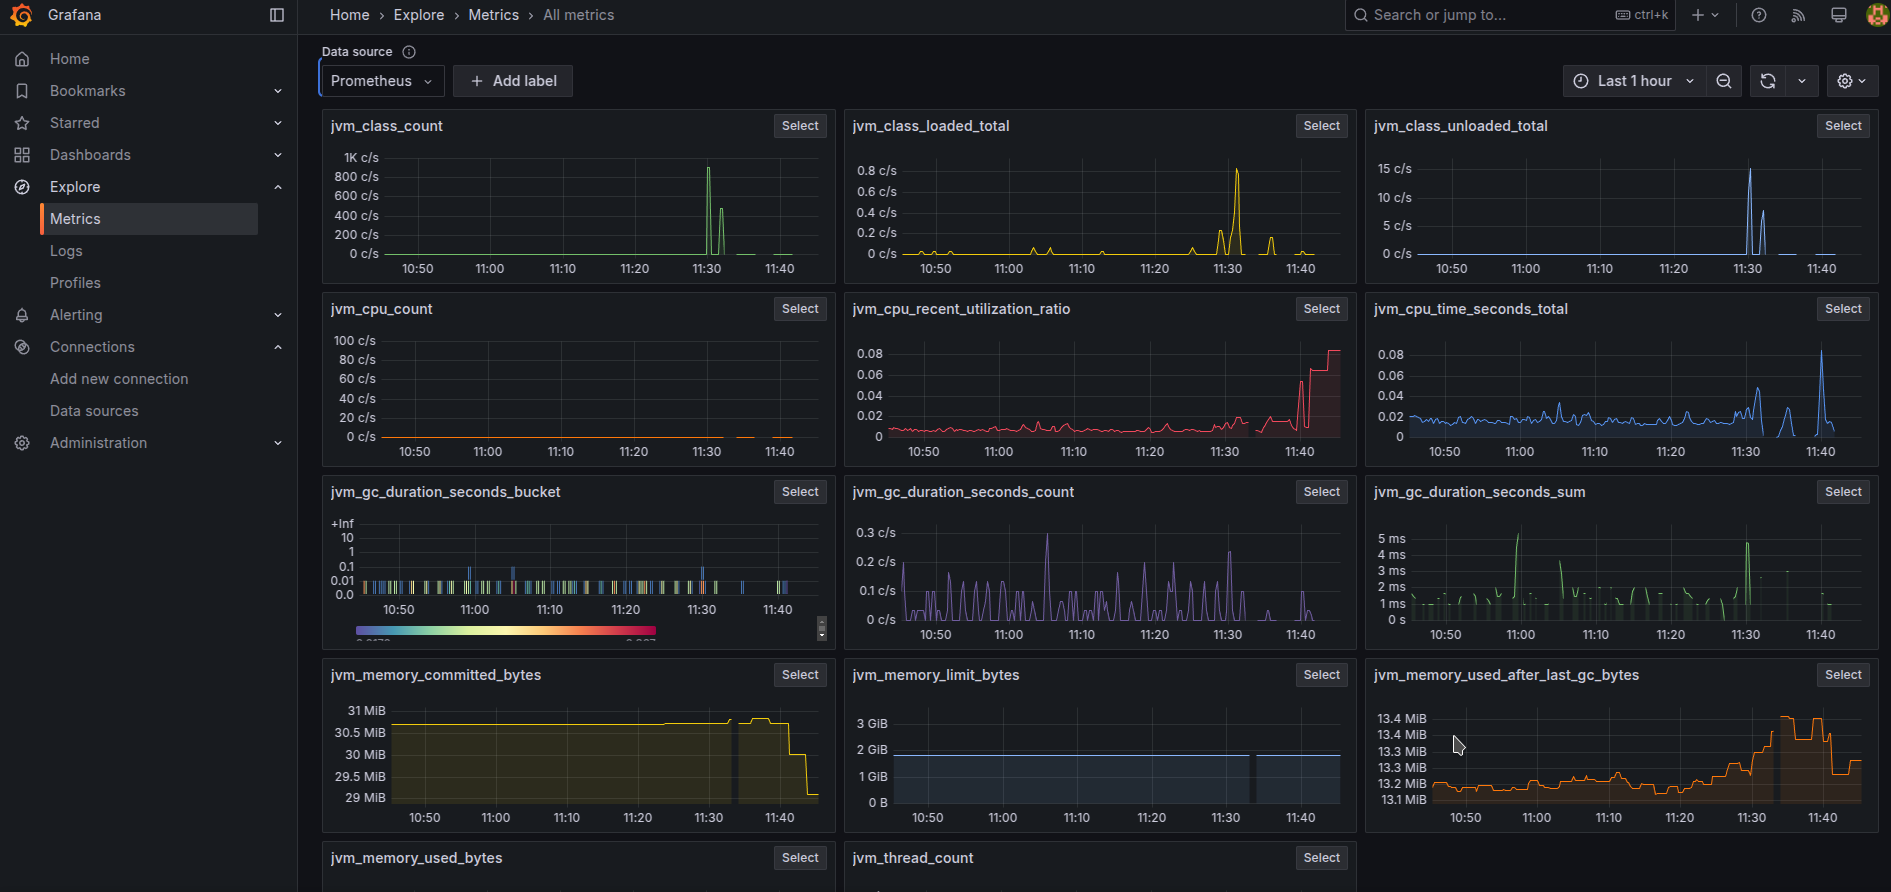 Grafana
Home › Explore › Metrics › All metrics
Search or jump to...
ctrl+k
Home
Bookmarks
Starred
Dashboards
Explore
Metrics
Logs
Profiles
Alerting
Connections
Add new connection
Data sources
Administration
Data source
Prometheus
+ Add label
Last 1 hour
jvm_class_count
Select
1K c/s
800 c/s
600 c/s
400 c/s
200 c/s
0 c/s
10:50 11:00 11:10 11:20 11:30 11:40
jvm_class_loaded_total
Select
0.8 c/s
0.6 c/s
0.4 c/s
0.2 c/s
0 c/s
10:50 11:00 11:10 11:20 11:30 11:40
jvm_class_unloaded_total
Select
15 c/s
10 c/s
5 c/s
0 c/s
10:50 11:00 11:10 11:20 11:30 11:40
jvm_cpu_count
Select
100 c/s
80 c/s
60 c/s
40 c/s
20 c/s
0 c/s
10:50 11:00 11:10 11:20 11:30 11:40
jvm_cpu_recent_utilization_ratio
Select
0.08
0.06
0.04
0.02
0
10:50 11:00 11:10 11:20 11:30 11:40
jvm_cpu_time_seconds_total
Select
0.08
0.06
0.04
0.02
0
10:50 11:00 11:10 11:20 11:30 11:40
jvm_gc_duration_seconds_bucket
Select
+Inf
10
1
0.1
0.01
0.0
10:50 11:00 11:10 11:20 11:30 11:40
jvm_gc_duration_seconds_count
Select
0.3 c/s
0.2 c/s
0.1 c/s
0 c/s
10:50 11:00 11:10 11:20 11:30 11:40
jvm_gc_duration_seconds_sum
Select
5 ms
4 ms
3 ms
2 ms
1 ms
0 s
10:50 11:00 11:10 11:20 11:30 11:40
jvm_memory_committed_bytes
Select
31 MiB
30.5 MiB
30 MiB
29.5 MiB
29 MiB
10:50 11:00 11:10 11:20 11:30 11:40
jvm_memory_limit_bytes
Select
3 GiB
2 GiB
1 GiB
0 B
10:50 11:00 11:10 11:20 11:30 11:40
jvm_memory_used_after_last_gc_bytes
Select
13.4 MiB
13.4 MiB
13.3 MiB
13.3 MiB
13.2 MiB
13.1 MiB
10:50 11:00 11:10 11:20 11:30 11:40
jvm_memory_used_bytes
Select
jvm_thread_count
Select